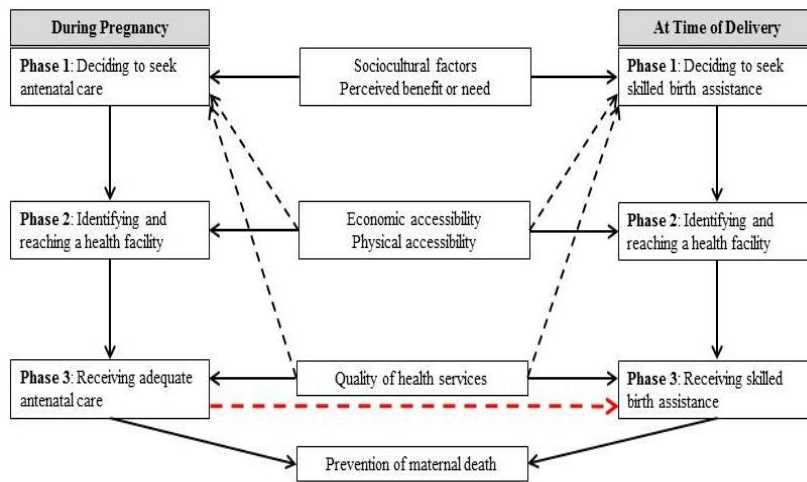 During Pregnancy
Phase 1: Deciding to seek
antenatal care
Phase 2: Identifying and
reaching a health facility
Phase 3: Receiving adequate
antenatal care
Sociocultural factors
Perceived benefit or need
Economic accessibility
Physical accessibility
Quality of health services
Prevention of maternal death
At Time of Delivery
Phase 1: Deciding to seek
skilled birth assistance
Phase 2: Identifying and
reaching a health facility
Phase 3: Receiving skilled
birth assistance